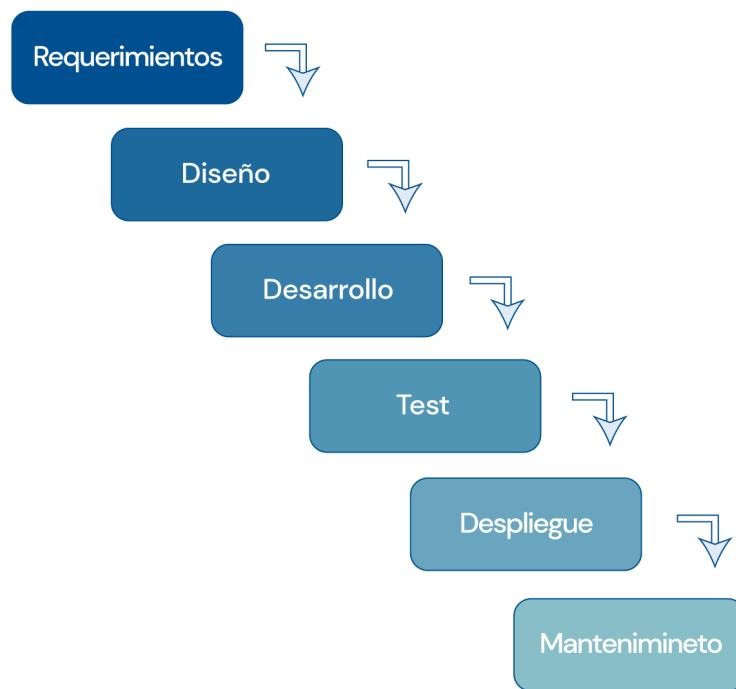 Requerimientos
Diseño
Desarrollo
Test
Despliegue
Mantenimineto